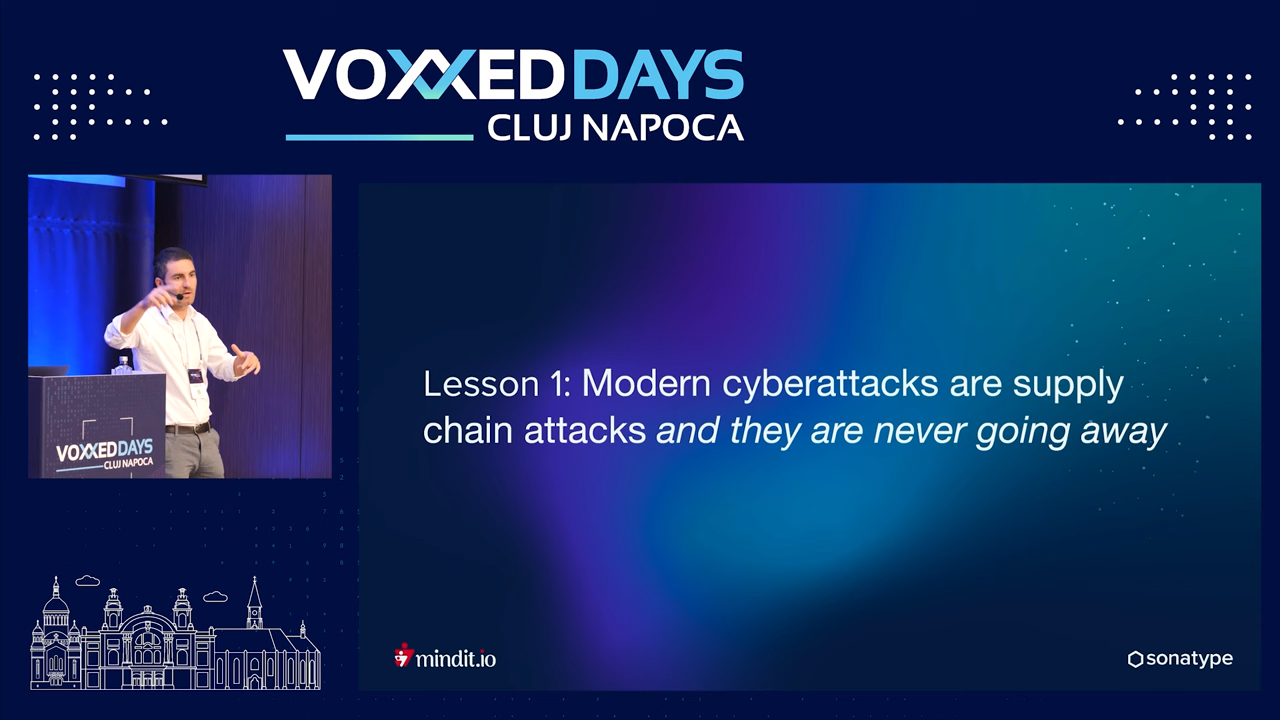 VOXXEDDAYS
CLUJ NAPOCA
VOXXEDDAYS
CLUJ NAPOCA
Lesson 1: Modern cyberattacks are supply
chain attacks and they are never going away
mindit.io
sonatype